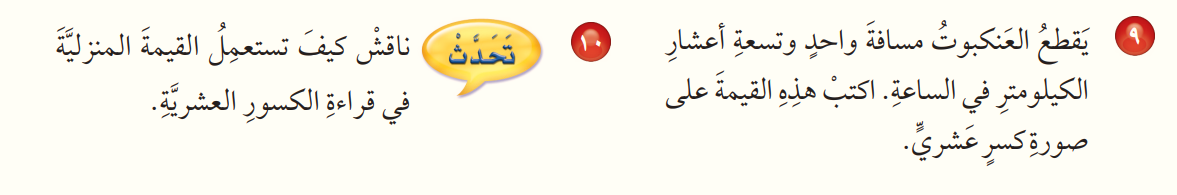 ٩ يَقطعُ العَنكبوتُ مسافةَ واحدٍ وتسعةِ أعشارِ
الكيلومترِ في الساعةِ. اكتبْ هذِهِ القيمةَ على
صورةِ كسرٍ عَشريٍّ.
١٠ تَحَدَّثْ ناقشْ كيفَ تستعمِلُ القيمةَ المنزليَّةَ
في قراءةِ الكسورِ العشريَّةِ.